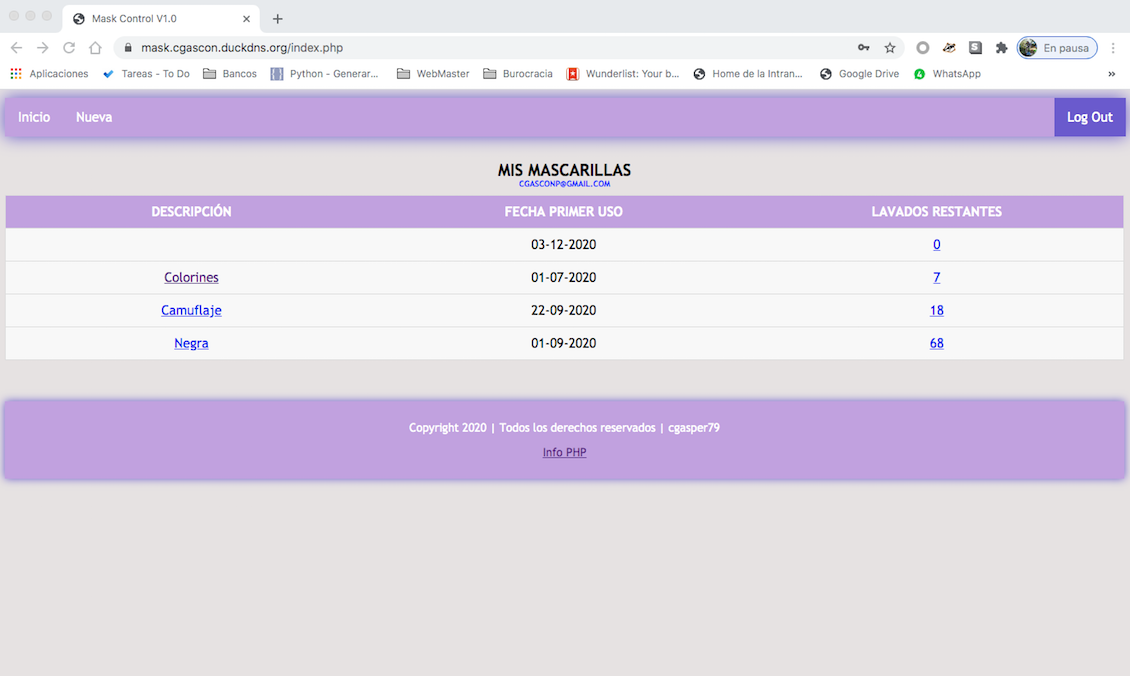 Mask Control V1.0
mask.cgascon.duckdns.org/index.php
En pausa
Aplicaciones Tareas - To Do Bancos Python - Generar... WebMaster Burocracia Wunderlist: Your b... Home de la Intran... Google Drive 4 WhatsApp »
Inicio Nueva Log Out
MIS MASCARILLAS
CGASCONP@GMAIL.COM
DESCRIPCIÓN FECHA PRIMER USO LAVADOS RESTANTES
03-12-2020 0
Colorines 01-07-2020 7
Camuflaje 22-09-2020 18
Negra 01-09-2020 68
Copyright 2020 | Todos los derechos reservados | cgasper79
Info PHP